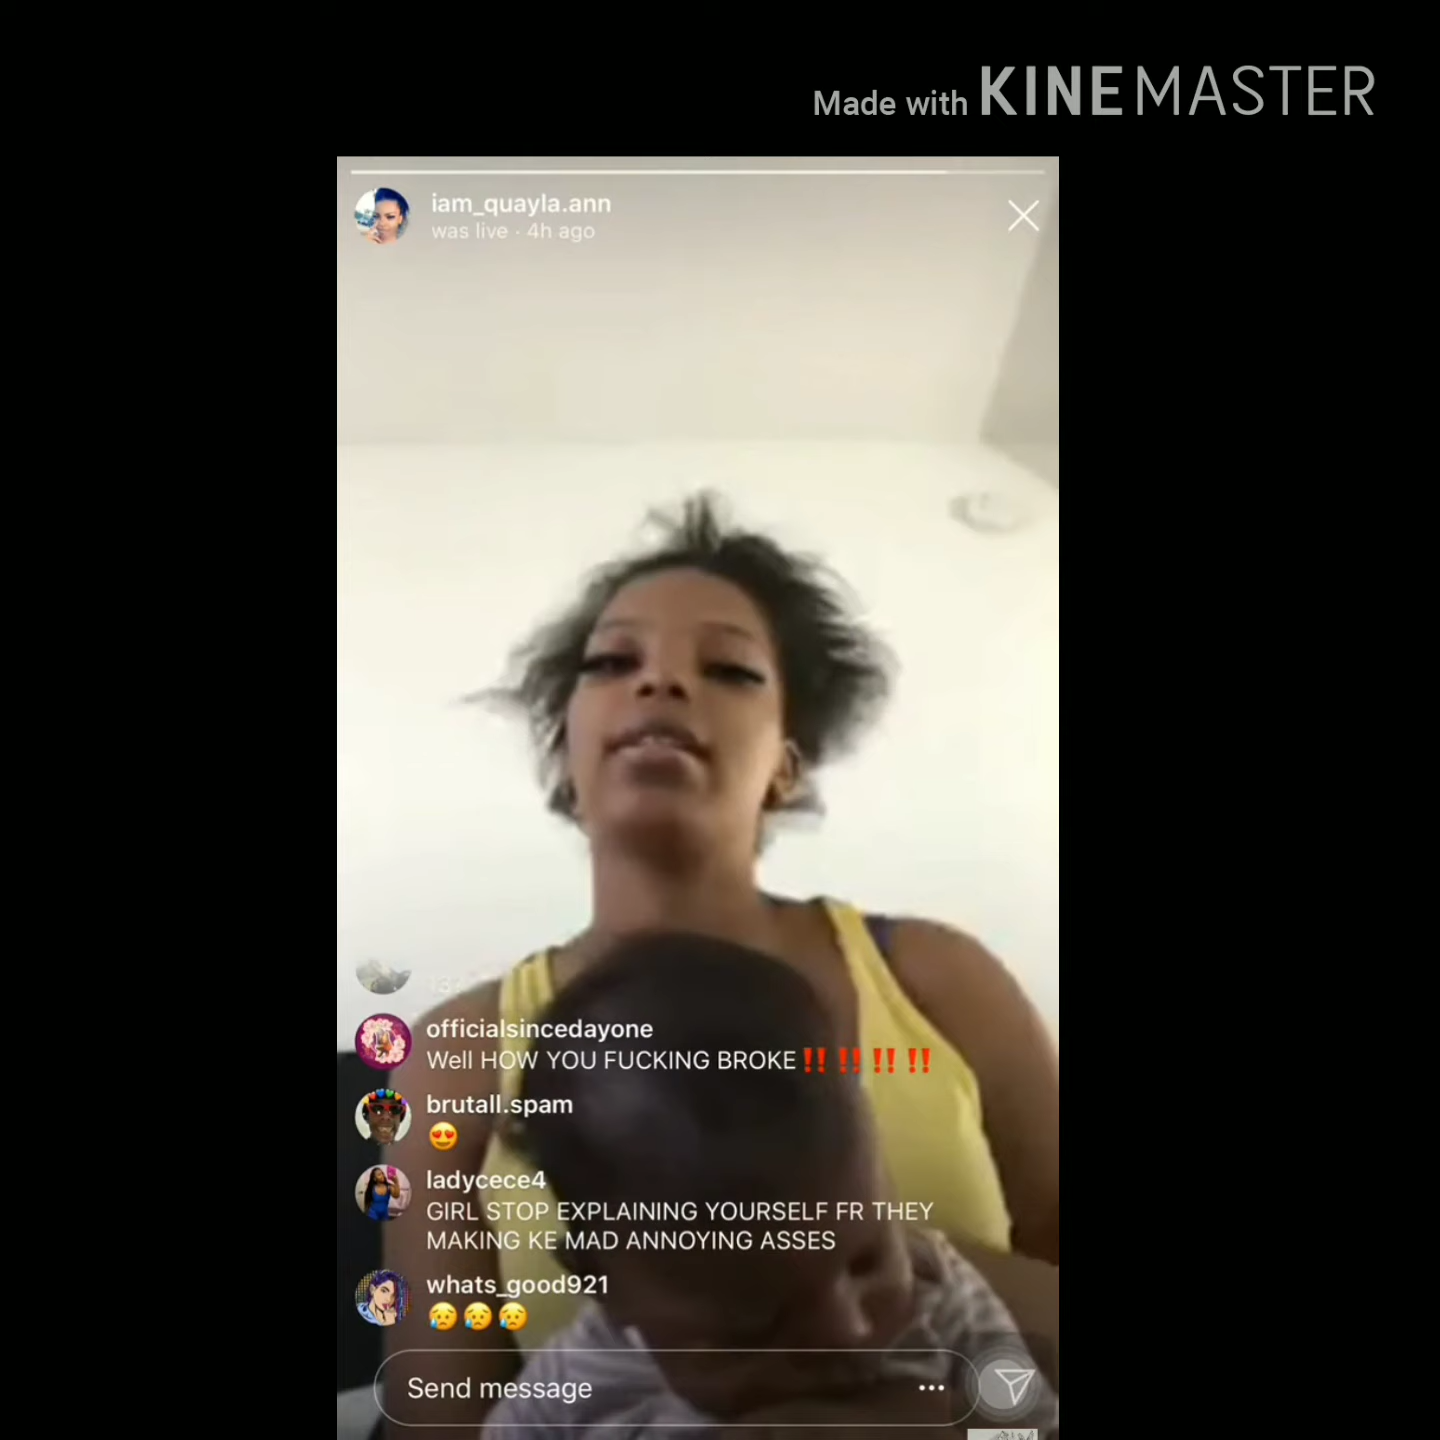 Made with KINEMASTER
iam_quayla.ann
was live · 4h ago
officialsincedayone
Well HOW YOU FUCKING BROKE‼️ ‼️ ‼️ ‼️
brutall.spam
😍
ladycece4
GIRL STOP EXPLAINING YOURSELF FR THEY
MAKING KE MAD ANNOYING ASSES
whats_good921
😥😥😥
Send message